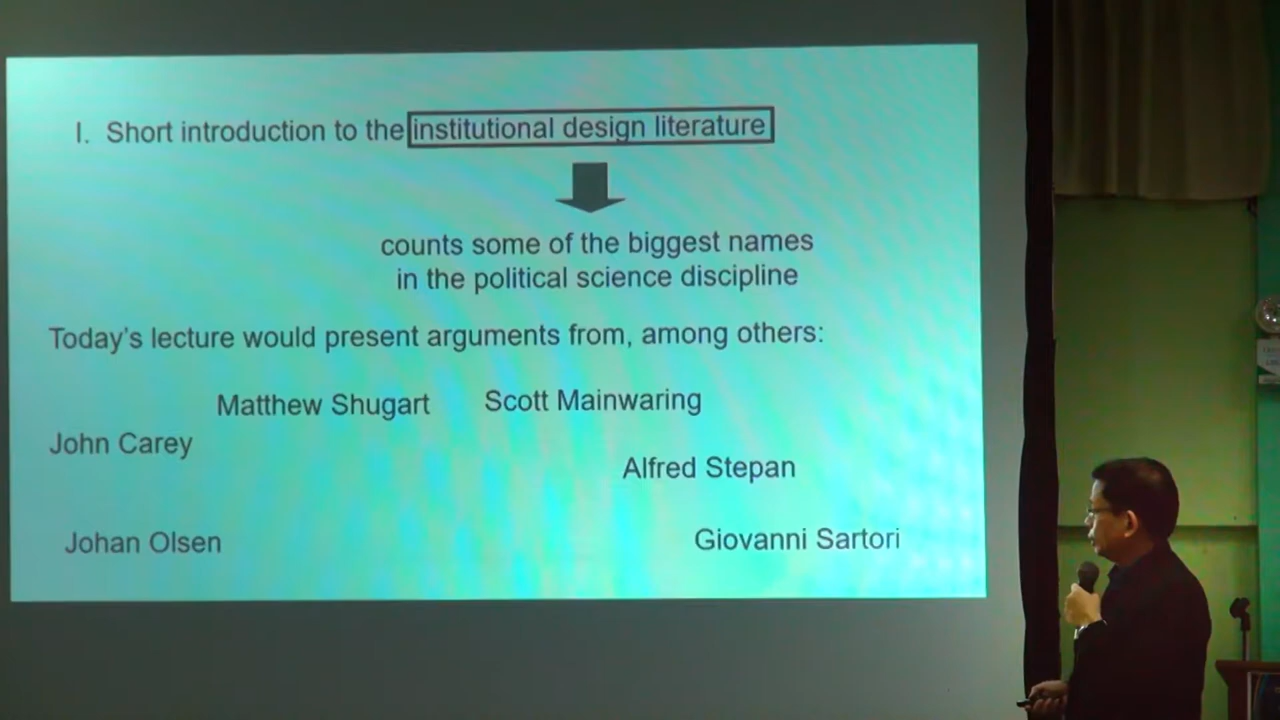 I. Short introduction to the institutional design literature
counts some of the biggest names
in the political science discipline
Today's lecture would present arguments from, among others:
Matthew Shugart
Scott Mainwaring
John Carey
Alfred Stepan
Johan Olsen
Giovanni Sartori